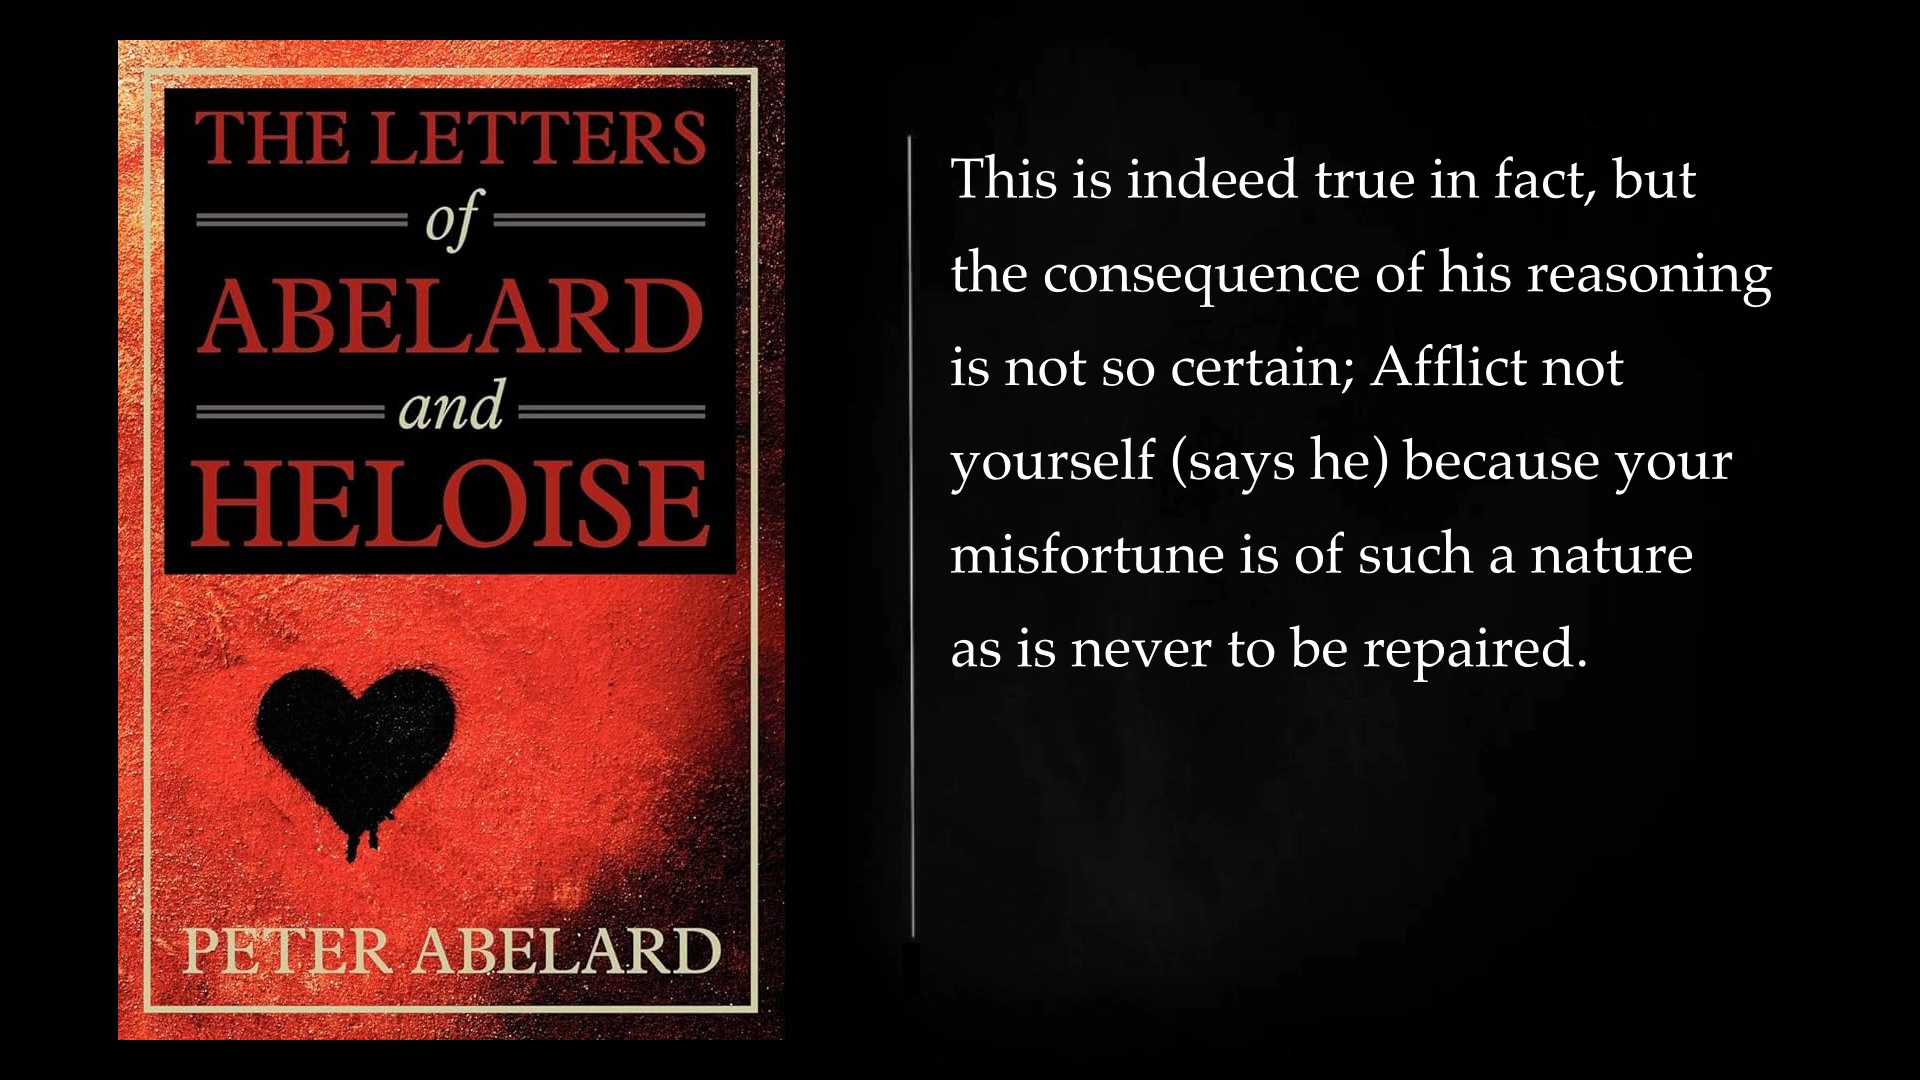 THE LETTERS
of
ABELARD
and
HELOISE
PETER ABELARD
This is indeed true in fact, but
the consequence of his reasoning
is not so certain; Afflict not
yourself (says he) because your
misfortune is of such a nature
as is never to be repaired.